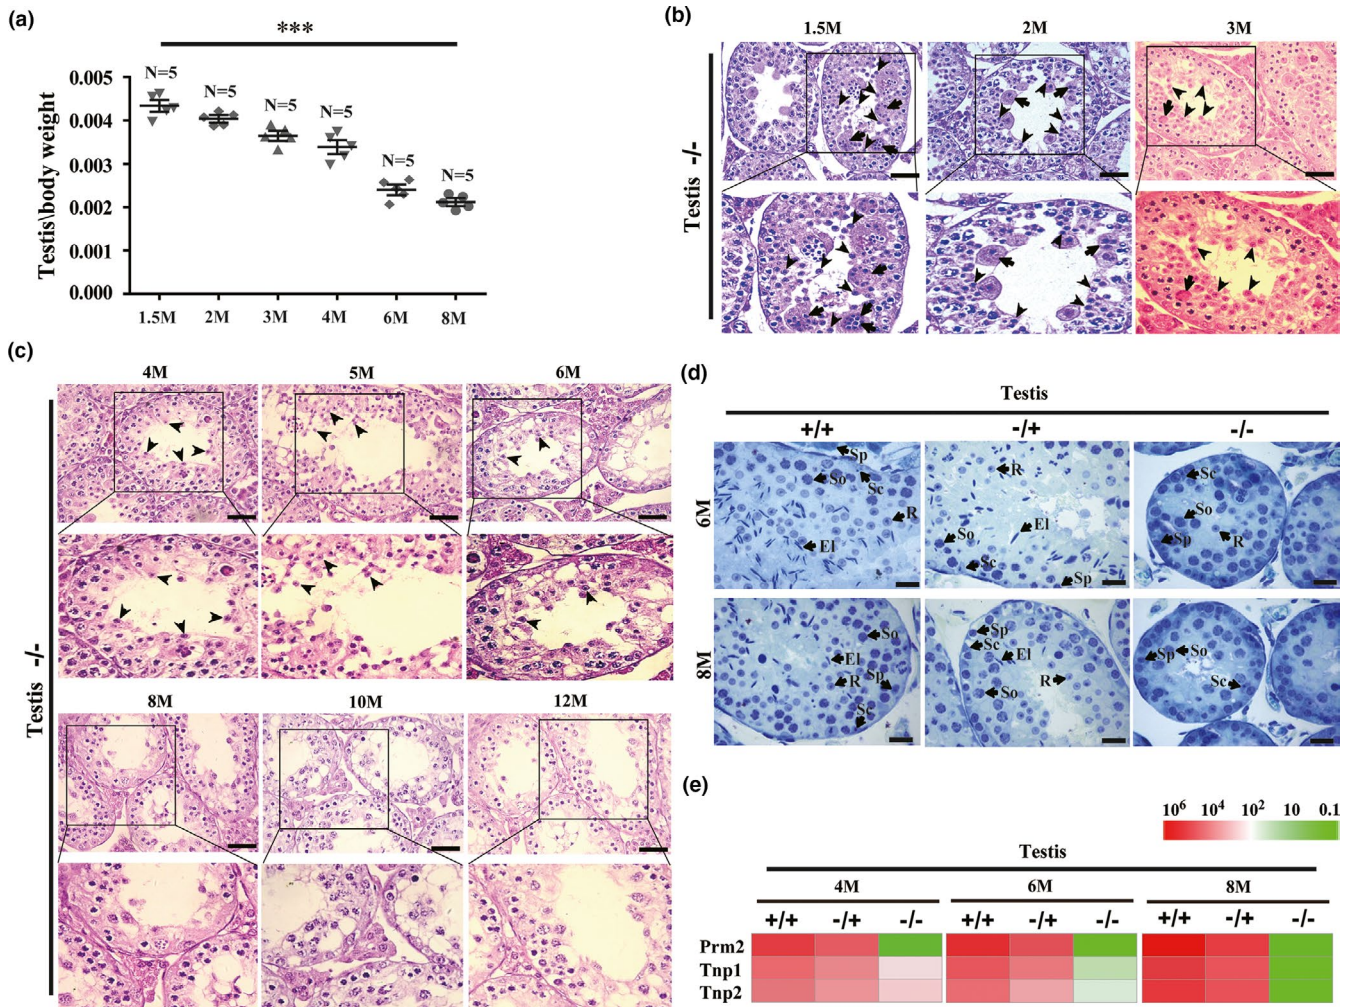 (a)
***
0.005
0.004
0.003
0.002
0.001
0.000
Testis\body weight
N=5
N=5
N=5
N=5
N=5
N=5
1.5M 2M 3M 4M 6M 8M
(b)
1.5M 2M 3M
Testis -/-
(c)
4M 5M 6M
Testis -/-
8M 10M 12M
(d)
Testis
+/+ -/+ -/-
6M
Sp
So
Sc
R
El
R
El
So
Sc
Sp
Sc
So
Sp
R
8M
So
El
R
Sp
Sc
Sp
Sc
El
So
R
Sp
So
Sc
(e)
10⁶ 10⁴ 10² 10 0.1
Testis
4M 6M 8M
+/+ -/+ -/- +/+ -/+ -/- +/+ -/+ -/-
Prm2
Tnp1
Tnp2